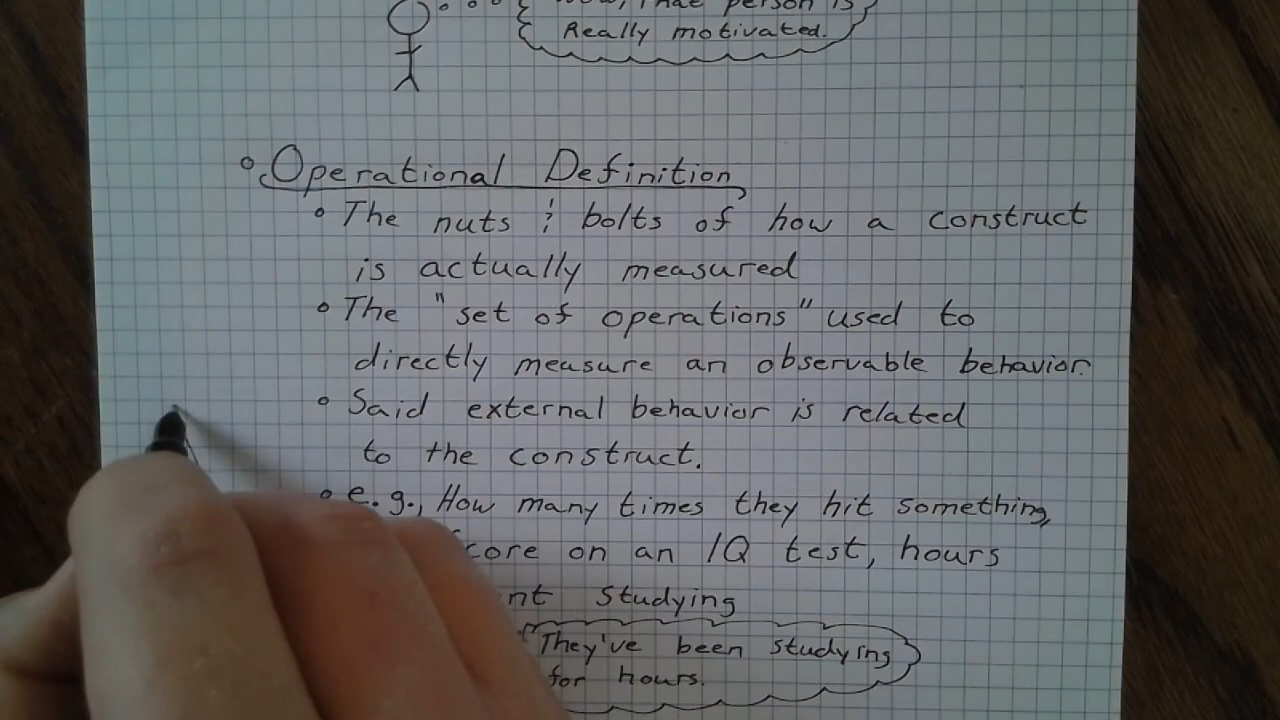 person is
Really motivated.
Operational Definition
The nuts & bolts of how a construct
is actually measured
The "set of operations" used to
directly measure an observable behavior.
Said external behavior is related
to the construct.
e.g., How many times they hit something,
on an IQ test, hours
studying
They've been studying
for hours.